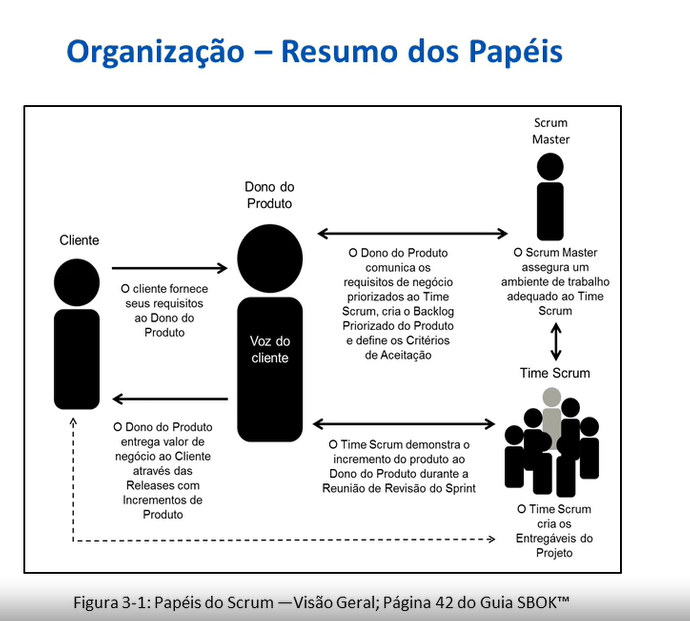 Organização – Resumo dos Papéis
Scrum
Master
Dono do
Produto
Cliente
O cliente fornece
seus requisitos
ao Dono do
Produto
Voz do
cliente
O Dono do Produto
comunica os
requisitos de negócio
priorizados ao Time
Scrum, cria o Backlog
Priorizado do Produto
e define os Critérios
de Aceitação
O Scrum Master
assegura um
ambiente de trabalho
adequado ao Time
Scrum
Time Scrum
O Dono do Produto
entrega valor de
negócio ao Cliente
através das
Releases com
Incrementos de
Produto
O Time Scrum demonstra o
incremento do produto ao
Dono do Produto durante a
Reunião de Revisão do Sprint
O Time Scrum
cria os
Entregáveis do
Projeto
Figura 3-1: Papéis do Scrum —Visão Geral; Página 42 do Guia SBOK™